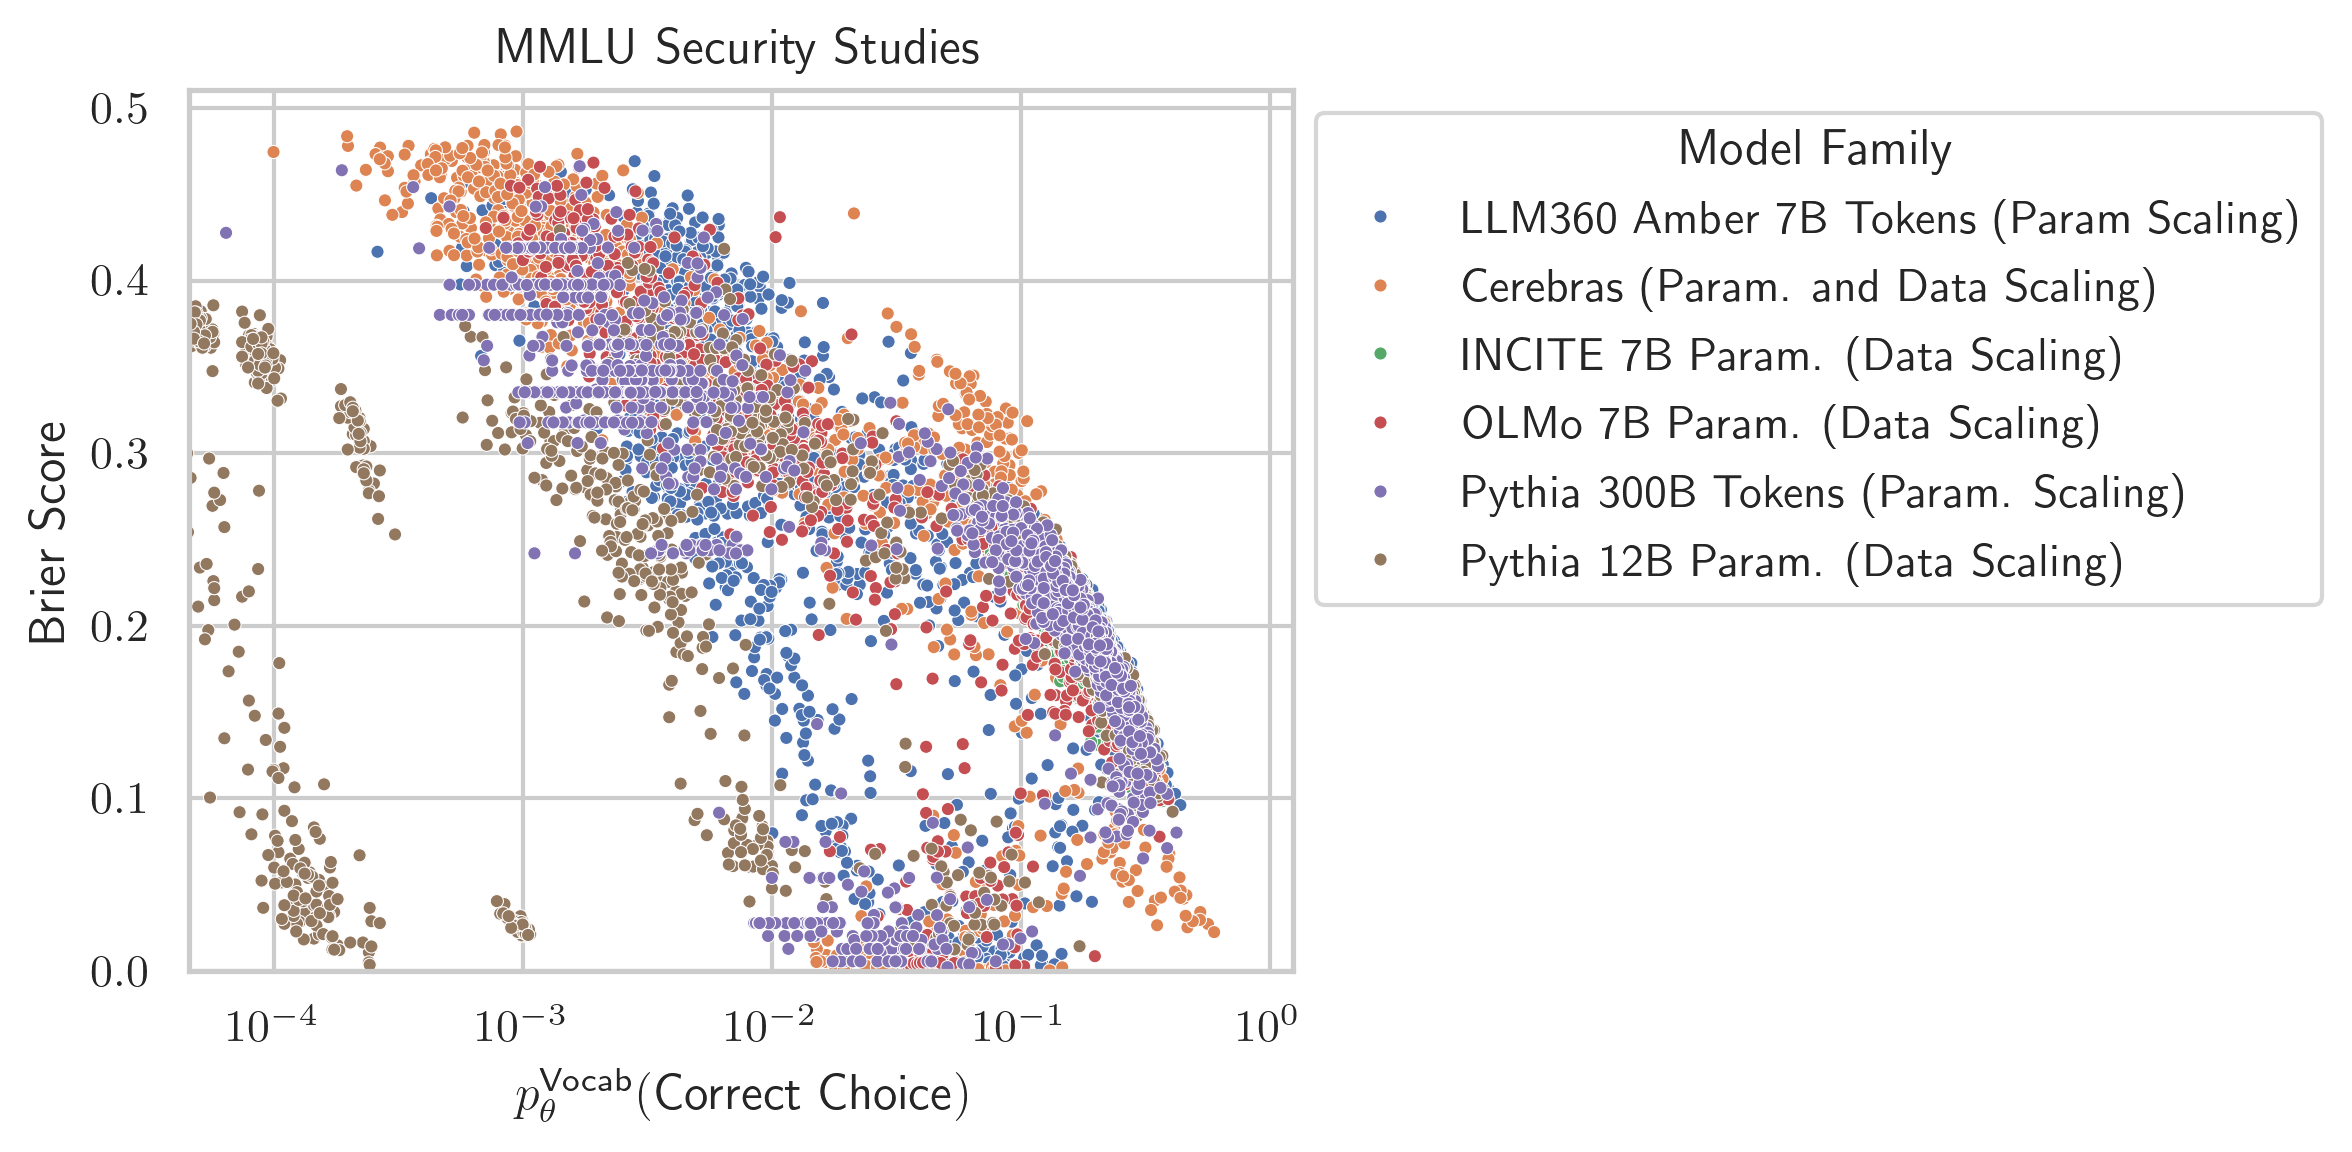 MMLU Security Studies
0.5
0.4
0.3
0.2
0.1
0.0
Brier Score
10⁻⁴ 10⁻³ 10⁻² 10⁻¹ 10⁰
p_θ^Vocab(Correct Choice)
Model Family
LLM360 Amber 7B Tokens (Param Scaling)
Cerebras (Param. and Data Scaling)
INCITE 7B Param. (Data Scaling)
OLMo 7B Param. (Data Scaling)
Pythia 300B Tokens (Param. Scaling)
Pythia 12B Param. (Data Scaling)